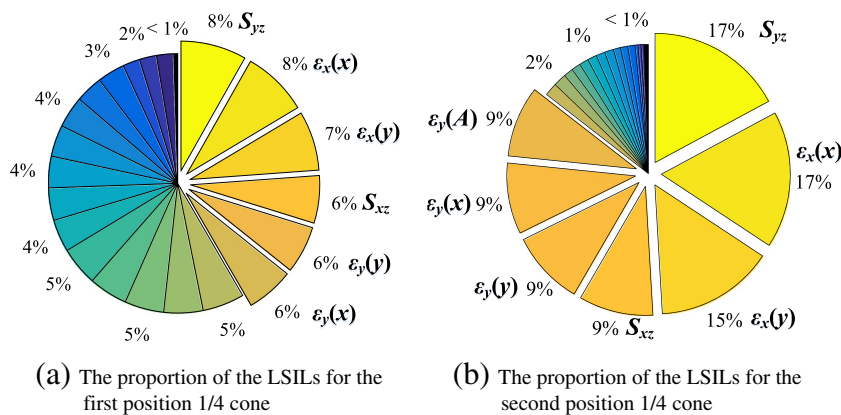 2% < 1%
8% S_yz
3%
8% ε_x(x)
4%
7% ε_x(y)
4%
6% S_xz
4%
6% ε_y(y)
5%
6% ε_y(x)
5%
5%
(a) The proportion of the LSILs for the
first position 1/4 cone
< 1%
17% S_yz
1%
2%
ε_y(A) 9%
ε_x(x)
17%
ε_y(x) 9%
ε_y(y)
9%
9% S_xz
15% ε_x(y)
(b) The proportion of the LSILs for the
second position 1/4 cone